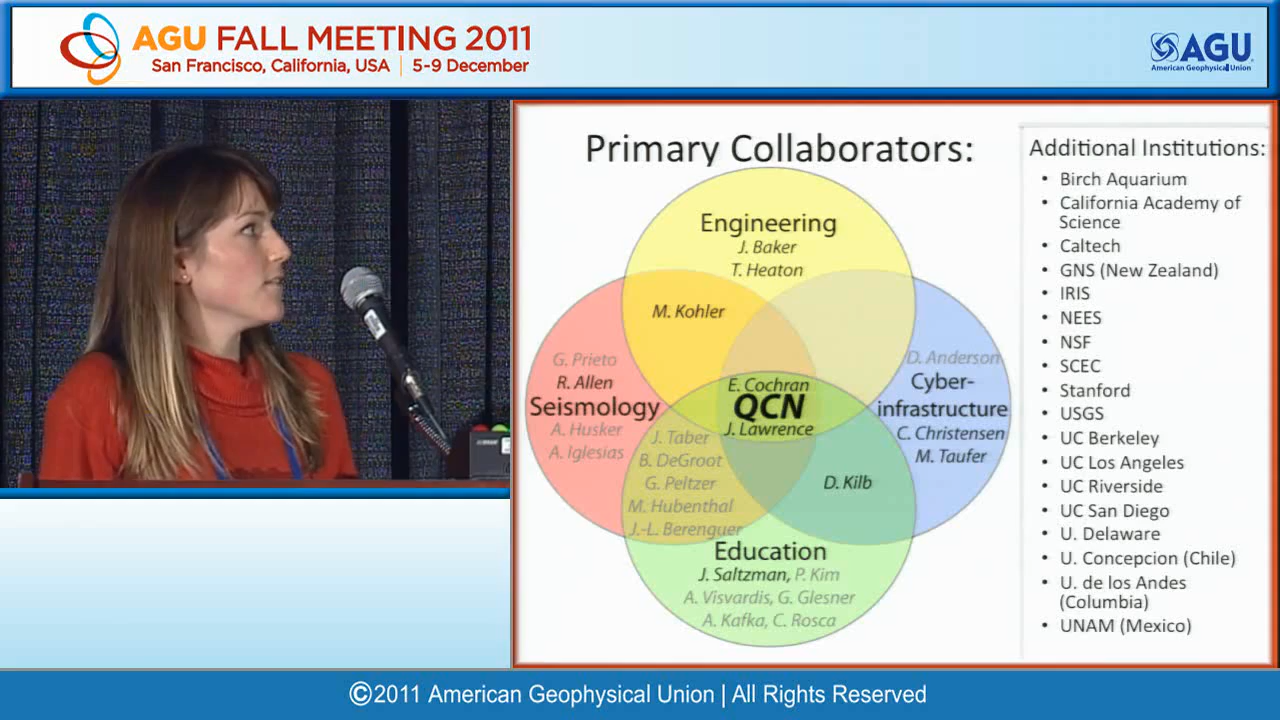 AGU FALL MEETING 2011
San Francisco, California, USA | 5-9 December
AGU
American Geophysical Union
Primary Collaborators:
Engineering
J. Baker
T. Heaton
M. Kohler
G. Prieto
R. Allen
Seismology
A. Husker
A. Iglesias
E. Cochran
QCN
J. Lawrence
D. Anderson
Cyber-
infrastructure
C. Christensen
M. Taufer
J. Taber
B. DeGroot
G. Peltzer
M. Hubenthal
J.-L. Berenguer
D. Kilb
Education
J. Saltzman, P. Kim
A. Visvardis, G. Glesner
A. Kafka, C. Rosca
Additional Institutions:
• Birch Aquarium
• California Academy of
Science
• Caltech
• GNS (New Zealand)
• IRIS
• NEES
• NSF
• SCEC
• Stanford
• USGS
• UC Berkeley
• UC Los Angeles
• UC Riverside
• UC San Diego
• U. Delaware
• U. Concepcion (Chile)
• U. de los Andes
(Columbia)
• UNAM (Mexico)
©2011 American Geophysical Union | All Rights Reserved